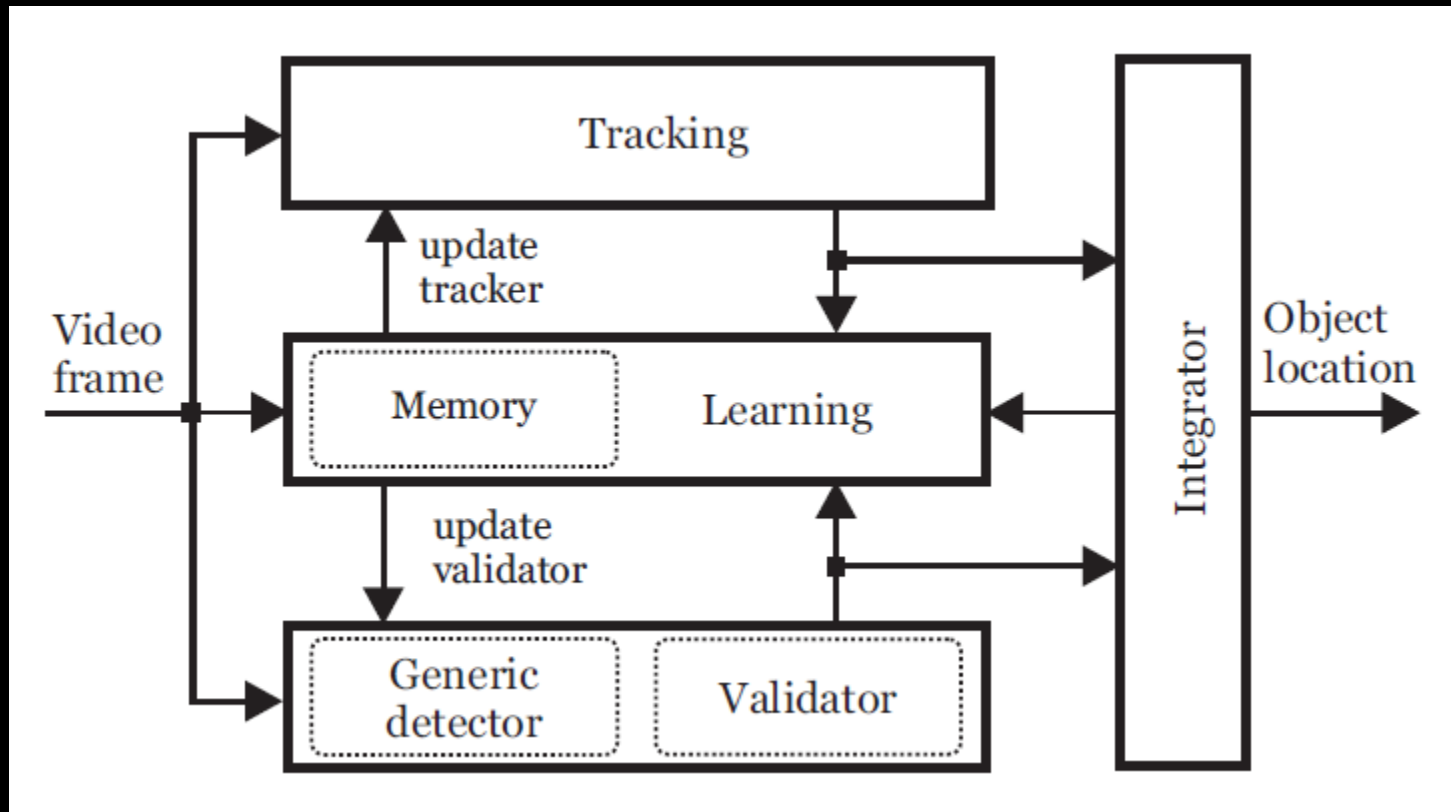 Tracking
update
tracker
Video
frame
Memory
Learning
Integrator
Object
location
update
validator
Generic
detector
Validator